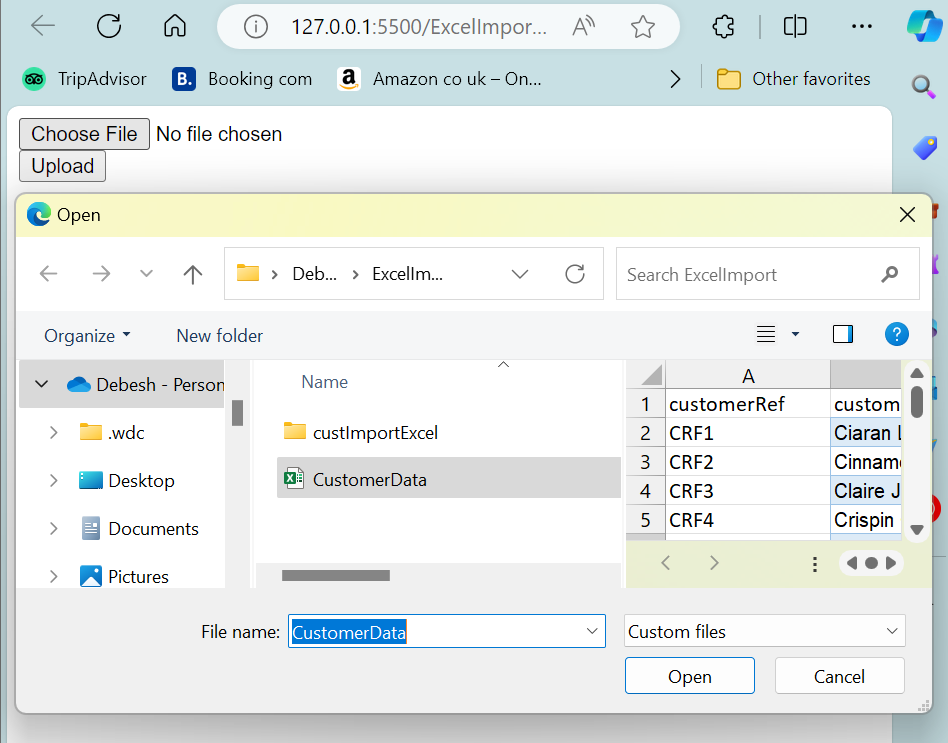 127.0.0.1:5500/ExcelImpor...
TripAdvisor B. Booking com a Amazon co uk – On... Other favorites
Choose File No file chosen
Upload
Open
Deb... ExcelIm... Search ExcelImport
Organize New folder ?
Debesh - Person
.wdc
Desktop
Documents
Pictures
Name
custImportExcel
CustomerData
A
1 customerRef custom
2 CRF1 Ciaran L
3 CRF2 Cinnam
4 CRF3 Claire J
5 CRF4 Crispin
File name: CustomerData Custom files
Open Cancel